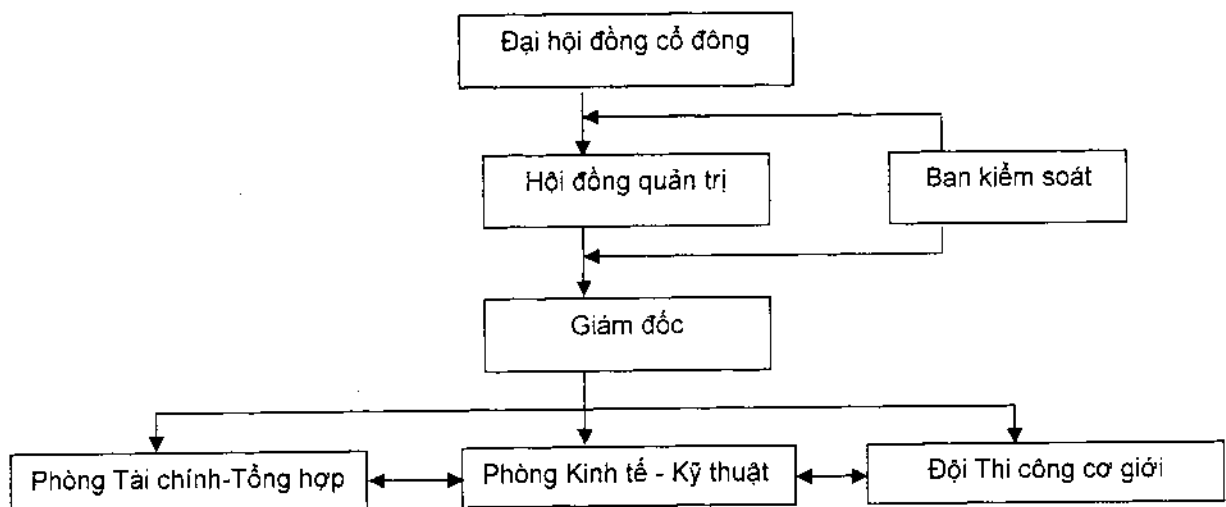 Đại hội đồng cổ đông
Hội đồng quản trị
Ban kiểm soát
Giám đốc
Phòng Tài chính-Tổng hợp
Phòng Kinh tế - Kỹ thuật
Đội Thi công cơ giới